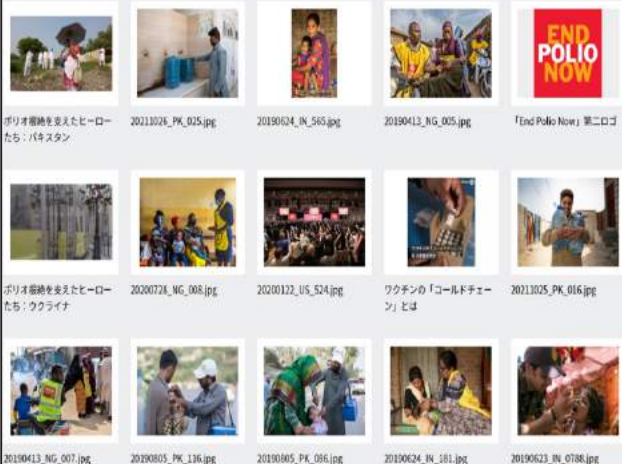 ポリオ根絶を支えたヒーロー
たち：パキスタン
20211026_PK_025.jpg
20190624_IN_565.jpg
20190413_NG_005.jpg
END
POLIO
NOW
「End Polio Now」第二ロゴ
ポリオ根絶を支えたヒーロー
たち：ウクライナ
20200728_NG_008.jpg
20200122_US_524.jpg
ワクチンの「コールドチェー
ン」とは
20211025_PK_016.jpg
20190413_NG_007.jpg
20190805_PK_116.jpg
20190805_PK_086.jpg
20190624_IN_181.jpg
20190623_IN_0788.jpg